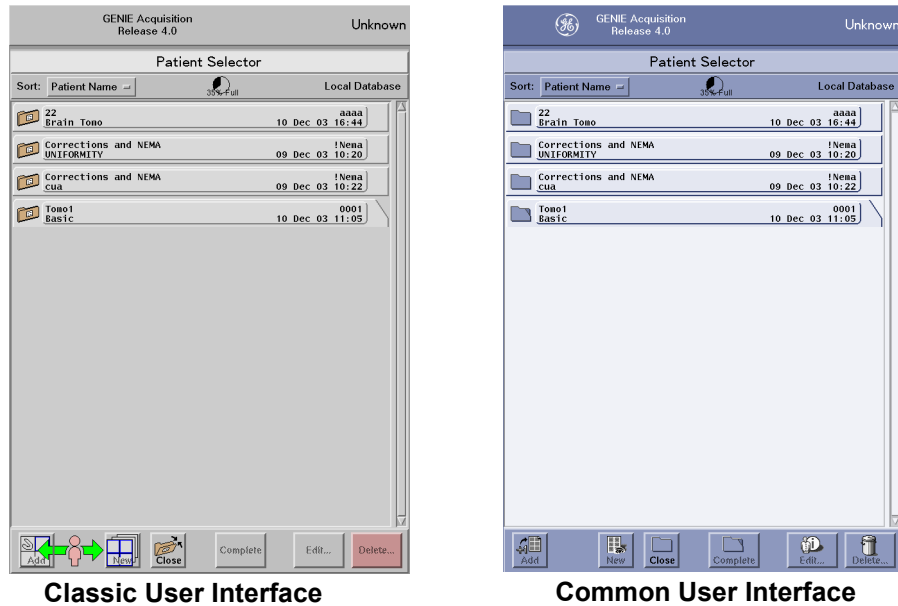 GENIE Acquisition
Release 4.0
Unknown
Patient Selector
Sort: Patient Name
35% Full
Local Database
22 aaaa
Brain Tomo 10 Dec 03 16:44
Corrections and NEMA !Nema
UNIFORMITY 09 Dec 03 10:20
Corrections and NEMA !Nema
cua 09 Dec 03 10:22
Tomo1 0001
Basic 10 Dec 03 11:05
Add New Close Complete Edit... Delete...
Classic User Interface
GE
GENIE Acquisition
Release 4.0
Unknown
Patient Selector
Sort: Patient Name
35% Full
Local Database
22 aaaa
Brain Tomo 10 Dec 03 16:44
Corrections and NEMA !Nema
UNIFORMITY 09 Dec 03 10:20
Corrections and NEMA !Nema
cua 09 Dec 03 10:22
Tomo1 0001
Basic 10 Dec 03 11:05
Add New Close Complete Edit... Delete...
Common User Interface